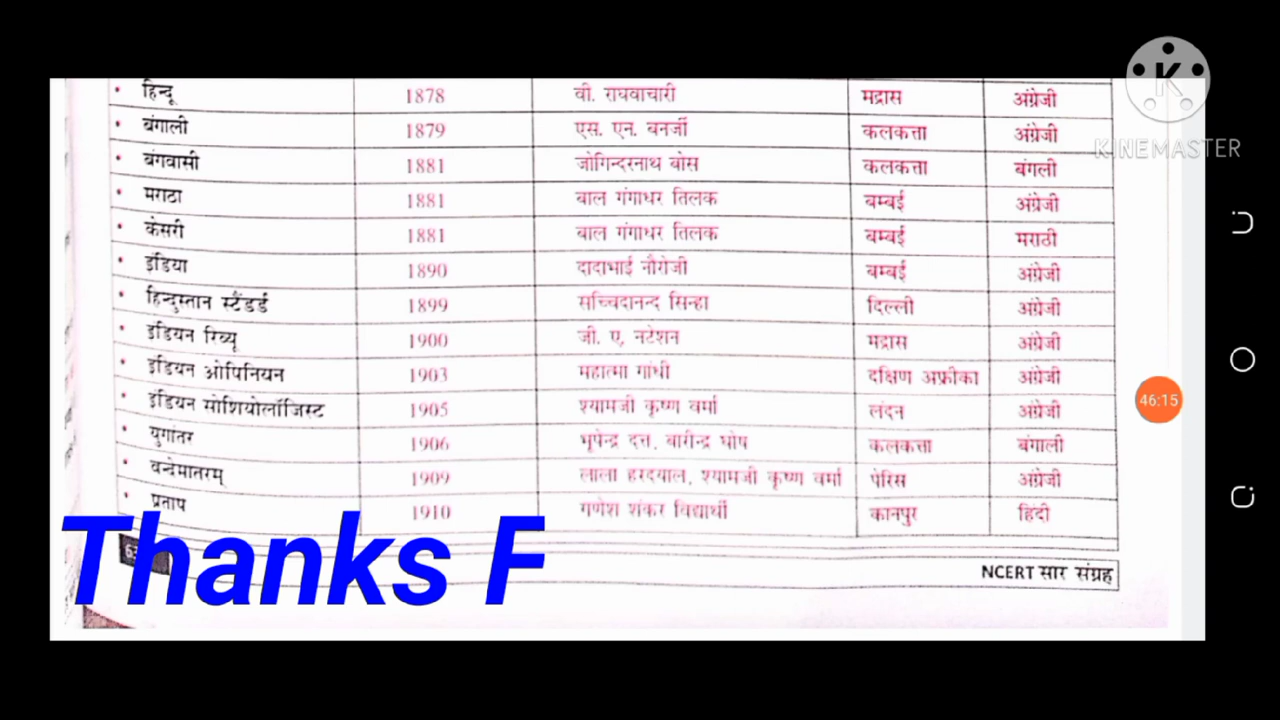 हिन्दू 1878 वी. राघवाचारी मद्रास अंग्रेजी
बंगाली 1879 एस. एन. बनर्जी कलकत्ता अंग्रेजी
बंगवासी 1881 जोगिन्दरनाथ बोस कलकत्ता बंगली
मराठा 1881 बाल गंगाधर तिलक बम्बई अंग्रेजी
केसरी 1881 बाल गंगाधर तिलक बम्बई मराठी
इंडिया 1890 दादाभाई नौरोजी बम्बई अंग्रेजी
हिन्दुस्तान स्टैंडर्ड 1899 सच्चिदानन्द सिन्हा दिल्ली अंग्रेजी
इंडियन रिव्यू 1900 जी. ए. नटेशन मद्रास अंग्रेजी
इंडियन ओपिनियन 1903 महात्मा गांधी दक्षिण अफ्रीका अंग्रेजी
इंडियन सोशियोलॉजिस्ट 1905 श्यामजी कृष्ण वर्मा लंदन अंग्रेजी
युगांतर 1906 भूपेन्द्र दत्त, बारीन्द्र घोष कलकत्ता बंगाली
वन्देमातरम् 1909 लाला हरदयाल, श्यामजी कृष्ण वर्मा पेरिस अंग्रेजी
प्रताप 1910 गणेश शंकर विद्यार्थी कानपुर हिंदी
NCERT सार संग्रह
Thanks F
KINEMASTER
46:15